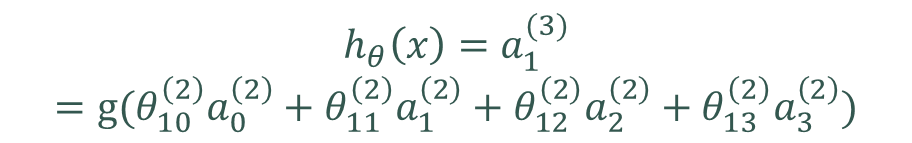 h_θ(x) = a_1^(3)
= g(θ_10^(2) a_0^(2) + θ_11^(2) a_1^(2) + θ_12^(2) a_2^(2) + θ_13^(2) a_3^(2))